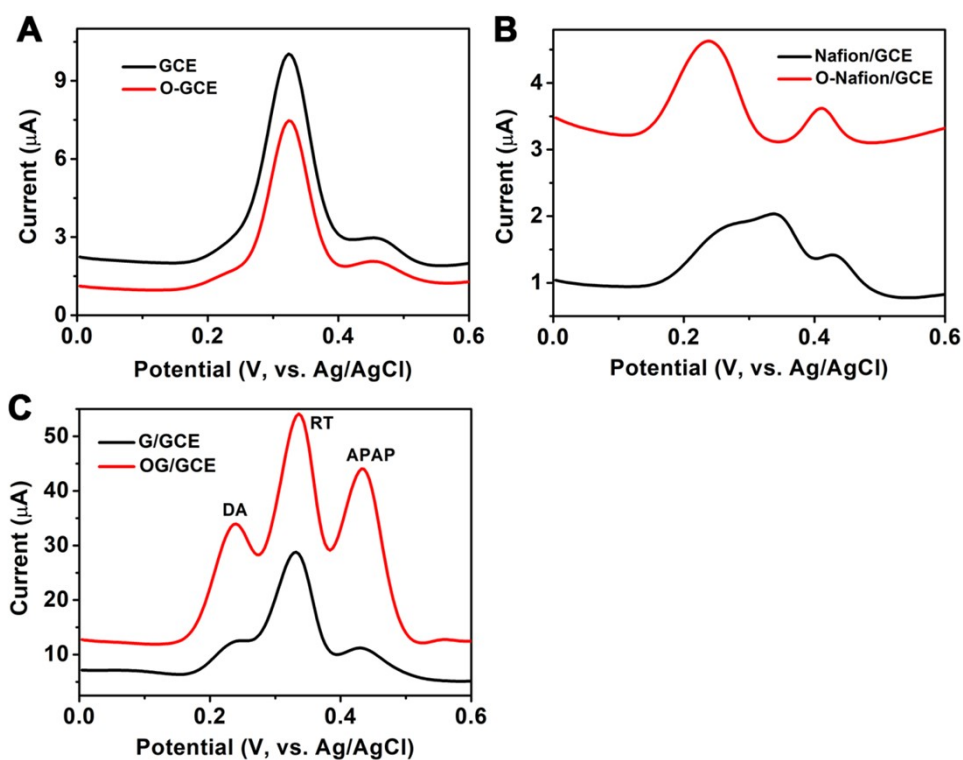 A
GCE
O-GCE
Current (μA)
9
6
3
0
0.0 0.2 0.4 0.6
Potential (V, vs. Ag/AgCl)
B
Nafion/GCE
O-Nafion/GCE
Current (μA)
4
3
2
1
0.0 0.2 0.4 0.6
Potential (V, vs. Ag/AgCl)
C
G/GCE
OG/GCE
DA
RT
APAP
Current (μA)
50
40
30
20
10
0.0 0.2 0.4 0.6
Potential (V, vs. Ag/AgCl)